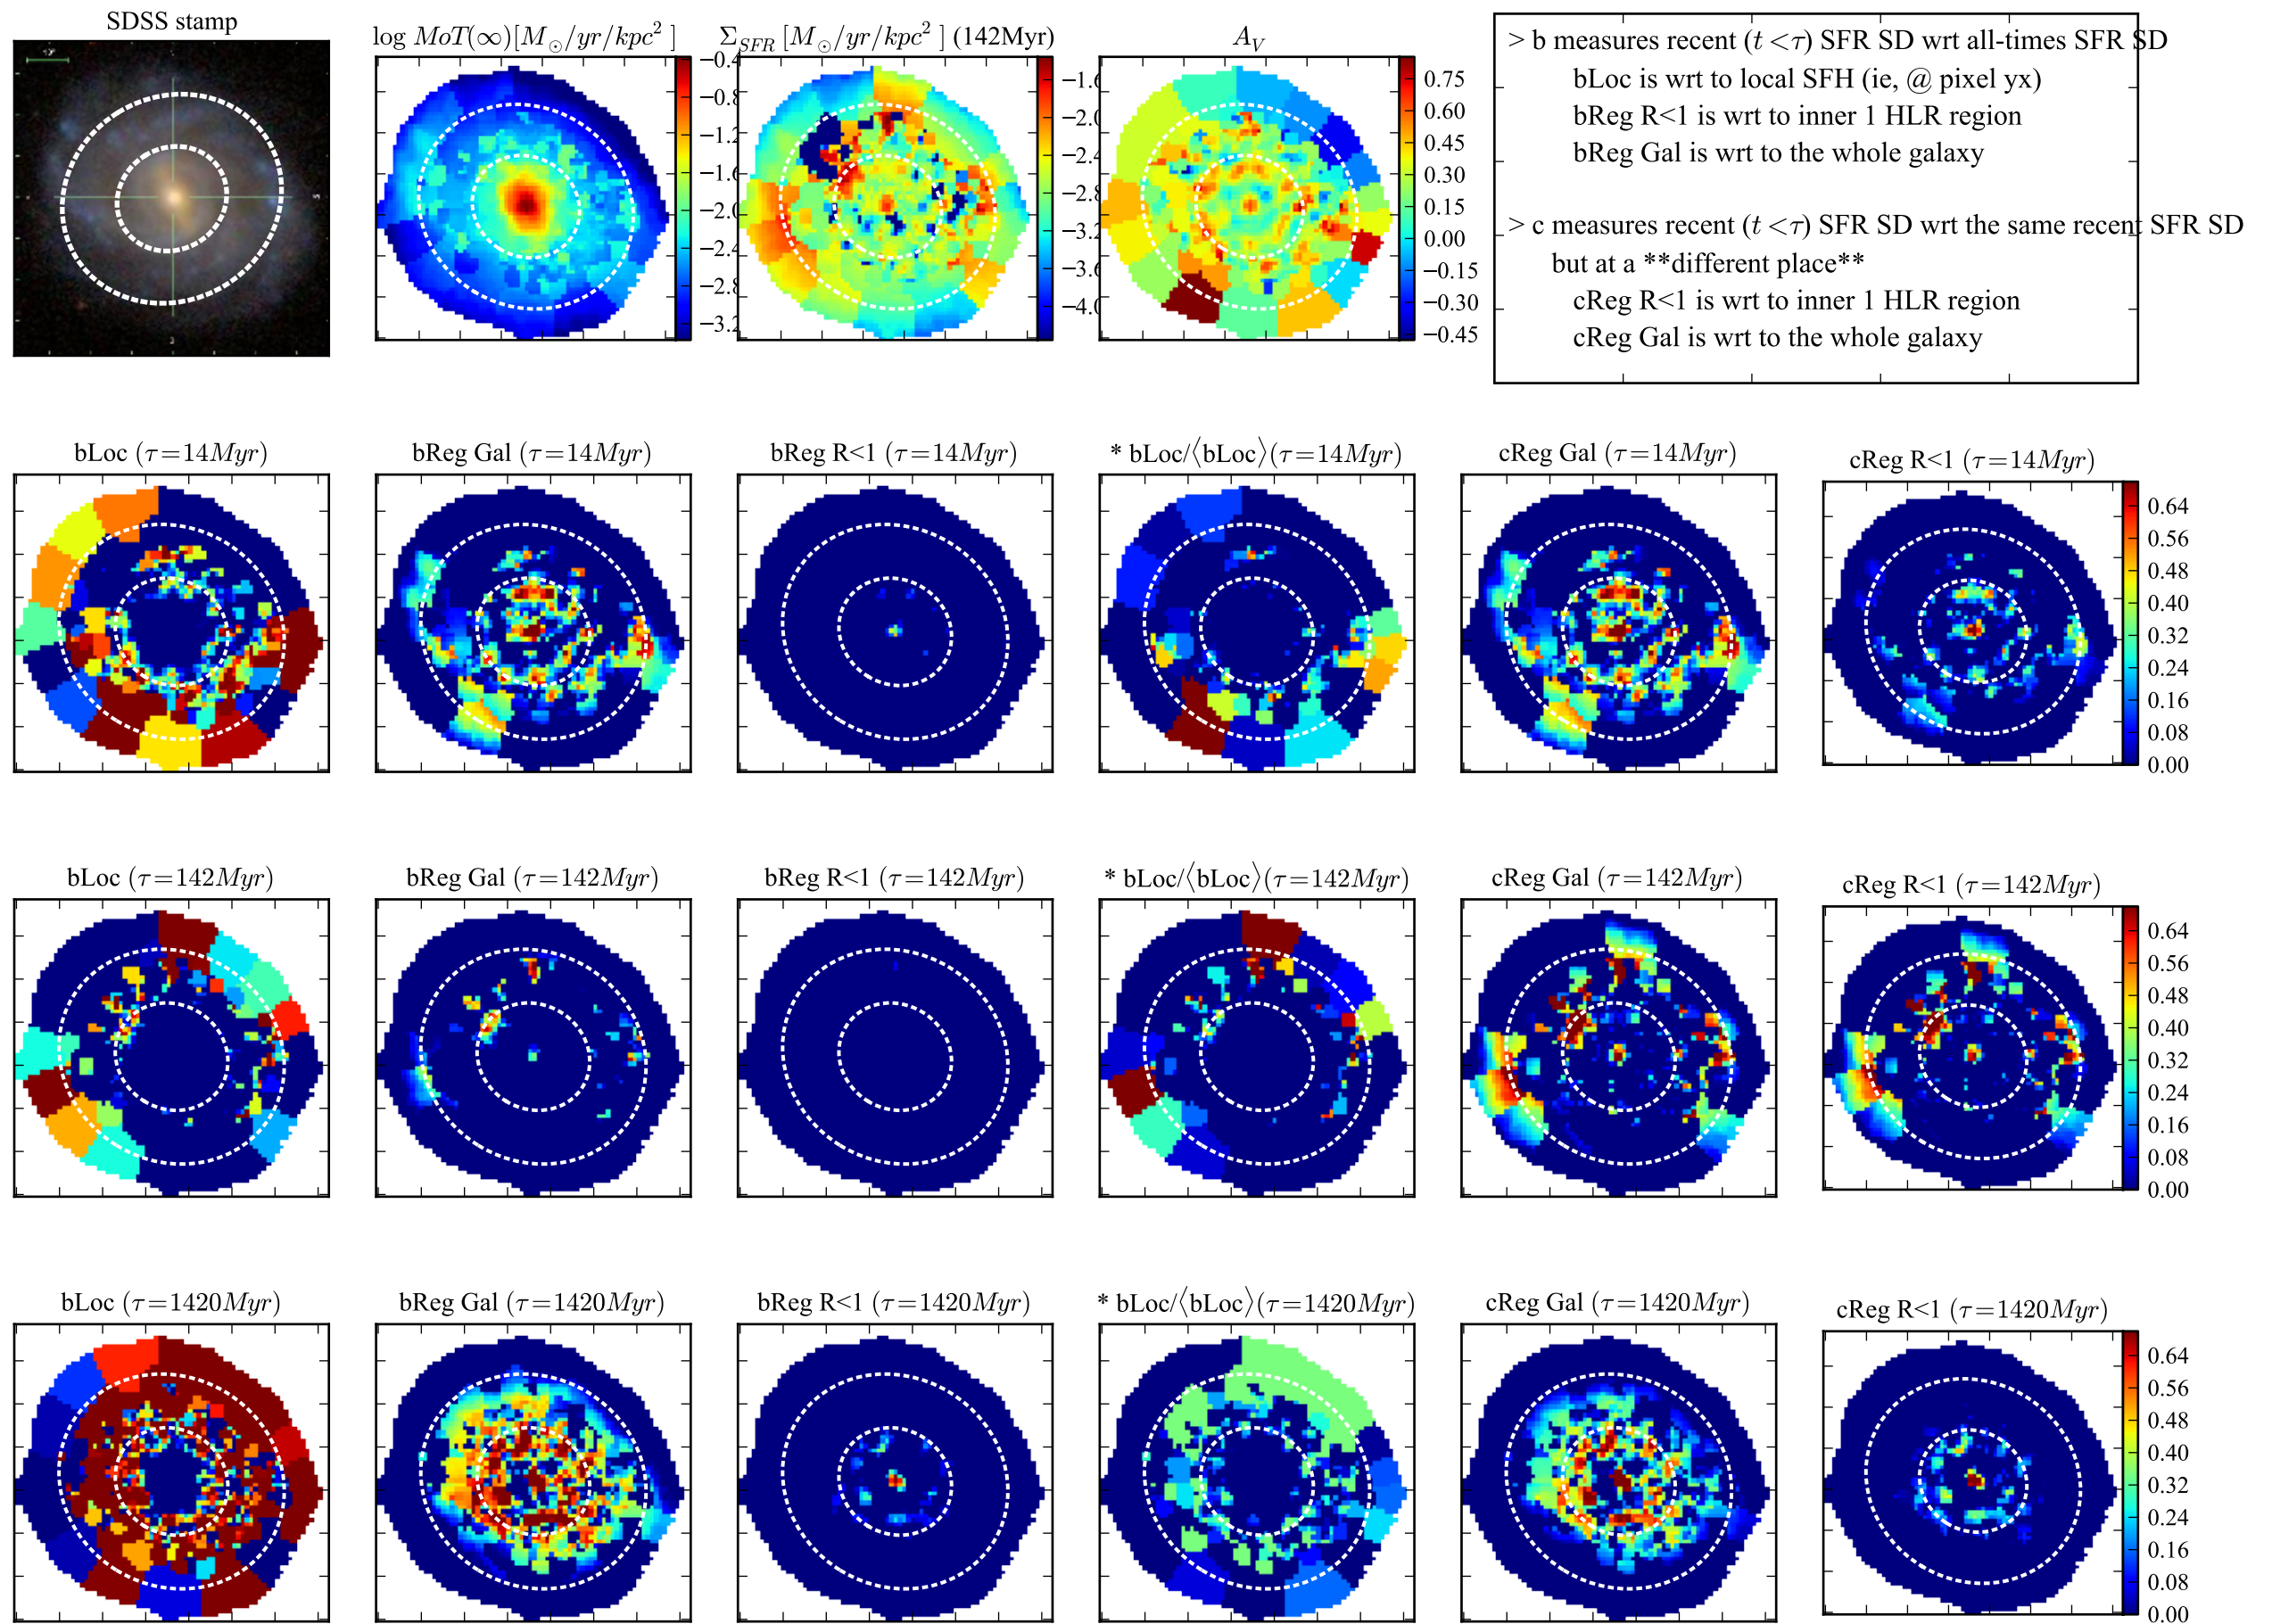 SDSS stamp
log MoT(∞)[M☉/yr/kpc² ]
Σ_SFR [M☉/yr/kpc² ] (142Myr)
A_V
−0.4
−0.8
−1.2
−1.6
−2.0
−2.4
−2.8
−3.2
−1.6
−2.0
−2.4
−2.8
−3.2
−3.6
−4.0
0.75
0.60
0.45
0.30
0.15
0.00
−0.15
−0.30
−0.45
> b measures recent (t <τ) SFR SD wrt all-times SFR SD
bLoc is wrt to local SFH (ie, @ pixel yx)
bReg R<1 is wrt to inner 1 HLR region
bReg Gal is wrt to the whole galaxy
> c measures recent (t <τ) SFR SD wrt the same recent SFR SD
but at a **different place**
cReg R<1 is wrt to inner 1 HLR region
cReg Gal is wrt to the whole galaxy
bLoc (τ=14Myr)
bReg Gal (τ=14Myr)
bReg R<1 (τ=14Myr)
* bLoc/⟨bLoc⟩(τ=14Myr)
cReg Gal (τ=14Myr)
cReg R<1 (τ=14Myr)
0.64
0.56
0.48
0.40
0.32
0.24
0.16
0.08
0.00
bLoc (τ=142Myr)
bReg Gal (τ=142Myr)
bReg R<1 (τ=142Myr)
* bLoc/⟨bLoc⟩(τ=142Myr)
cReg Gal (τ=142Myr)
cReg R<1 (τ=142Myr)
0.64
0.56
0.48
0.40
0.32
0.24
0.16
0.08
0.00
bLoc (τ=1420Myr)
bReg Gal (τ=1420Myr)
bReg R<1 (τ=1420Myr)
* bLoc/⟨bLoc⟩(τ=1420Myr)
cReg Gal (τ=1420Myr)
cReg R<1 (τ=1420Myr)
0.64
0.56
0.48
0.40
0.32
0.24
0.16
0.08
0.00